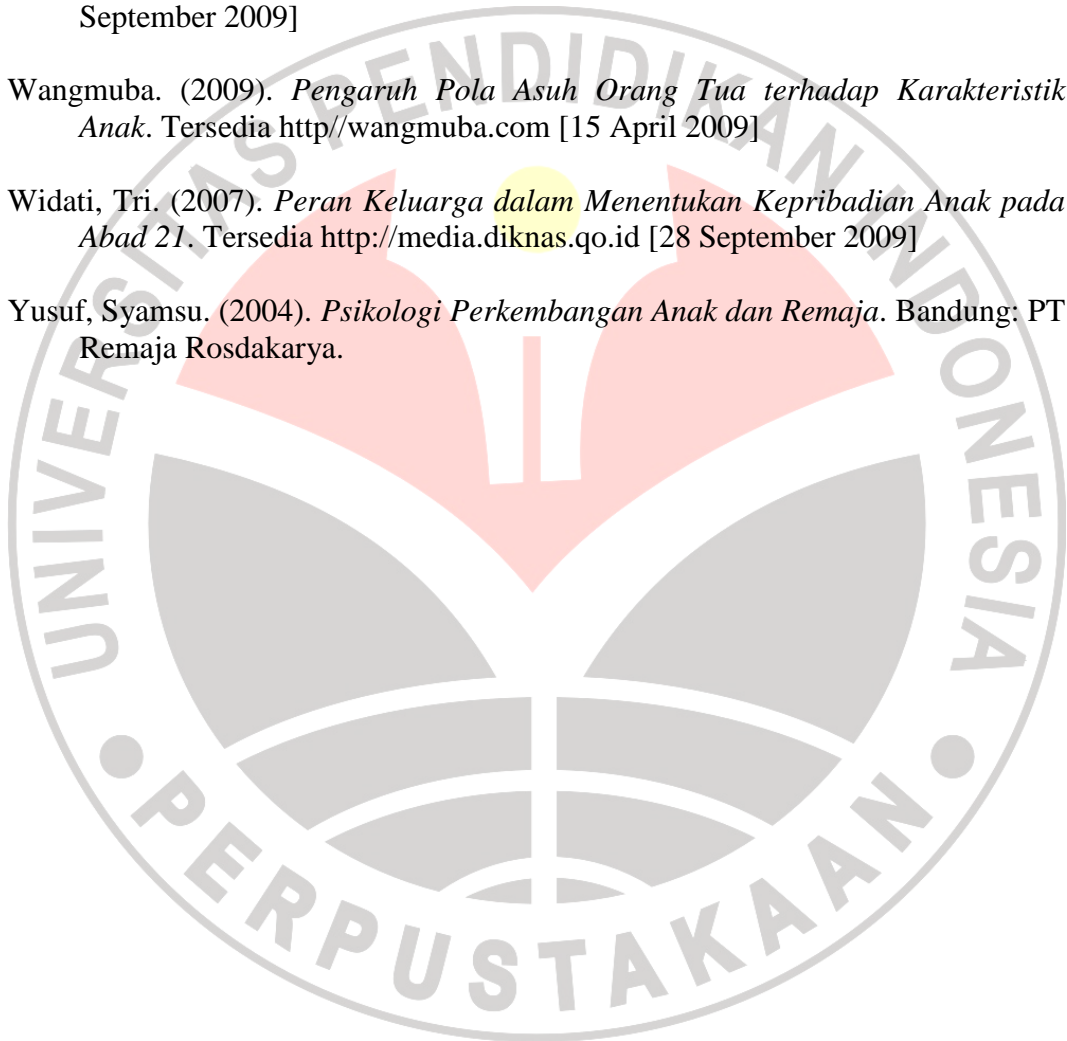 September 2009]
Wangmuba. (2009). Pengaruh Pola Asuh Orang Tua terhadap Karakteristik
Anak. Tersedia http//wangmuba.com [15 April 2009]
Widati, Tri. (2007). Peran Keluarga dalam Menentukan Kepribadian Anak pada
Abad 21. Tersedia http://media.diknas.qo.id [28 September 2009]
Yusuf, Syamsu. (2004). Psikologi Perkembangan Anak dan Remaja. Bandung: PT
Remaja Rosdakarya.
UNIVERSITAS PENDIDIKAN INDONESIA
PERPUSTAKAAN